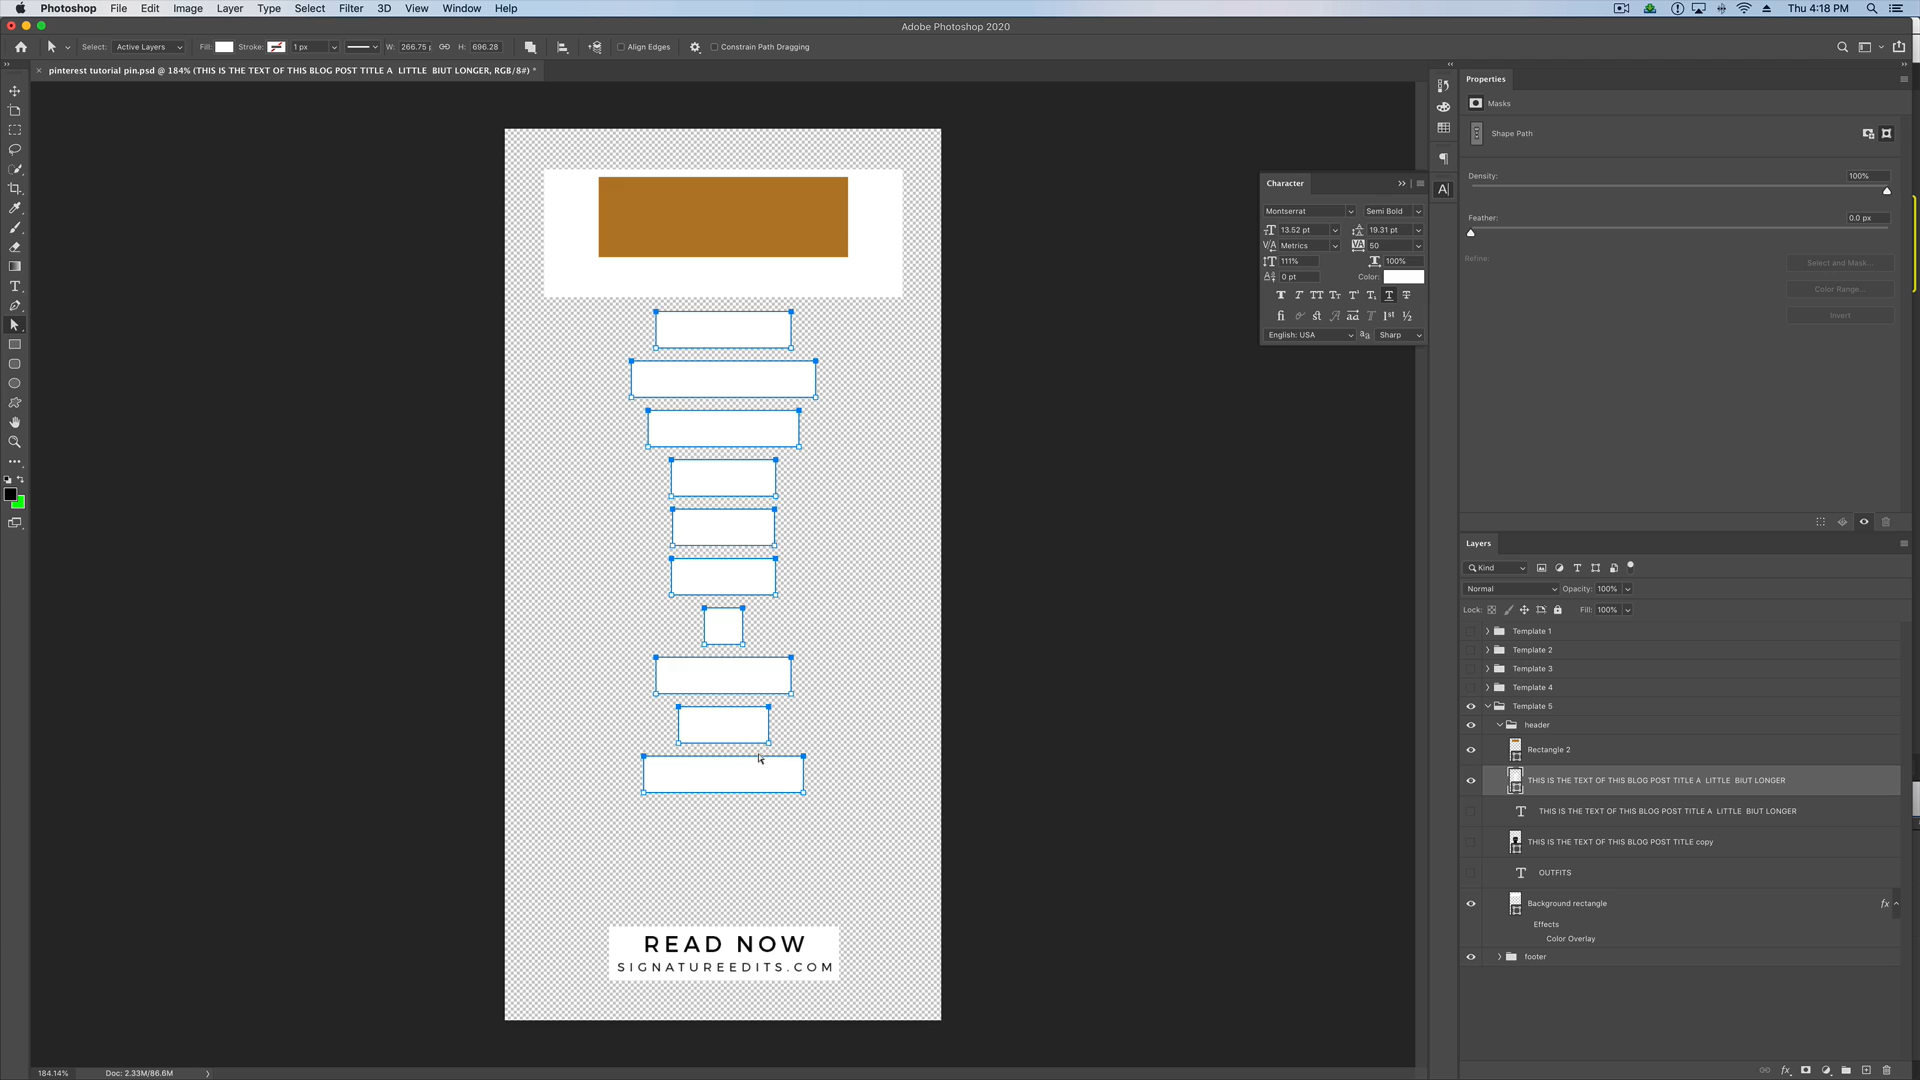 Photoshop File Edit Image Layer Type Select Filter 3D View Window Help Thu 4:18 PM
Adobe Photoshop 2020
Select: Active Layers Fill: Stroke: 1 px W: 266.75 H: 696.28 Align Edges Constrain Path Dragging
× pinterest tutorial pin.psd @ 184% (THIS IS THE TEXT OF THIS BLOG POST TITLE A LITTLE BIUT LONGER, RGB/8#) *
Properties
Masks
Shape Path
Density: 100%
Feather: 0.0 px
Refine:
Select and Mask...
Color Range...
Invert
Character
Montserrat Semi Bold
13.52 pt 19.31 pt
Metrics 50
111% 100%
0 pt Color:
English: USA Sharp
READ NOW
SIGNATUREEDITS.COM
Layers
Kind
Normal Opacity: 100%
Lock: Fill: 100%
Template 1
Template 2
Template 3
Template 4
Template 5
header
Rectangle 2
THIS IS THE TEXT OF THIS BLOG POST TITLE A LITTLE BIUT LONGER
THIS IS THE TEXT OF THIS BLOG POST TITLE A LITTLE BIUT LONGER
THIS IS THE TEXT OF THIS BLOG POST TITLE copy
OUTFITS
Background rectangle fx
Effects
Color Overlay
footer
184.14% Doc: 2.33M/86.6M